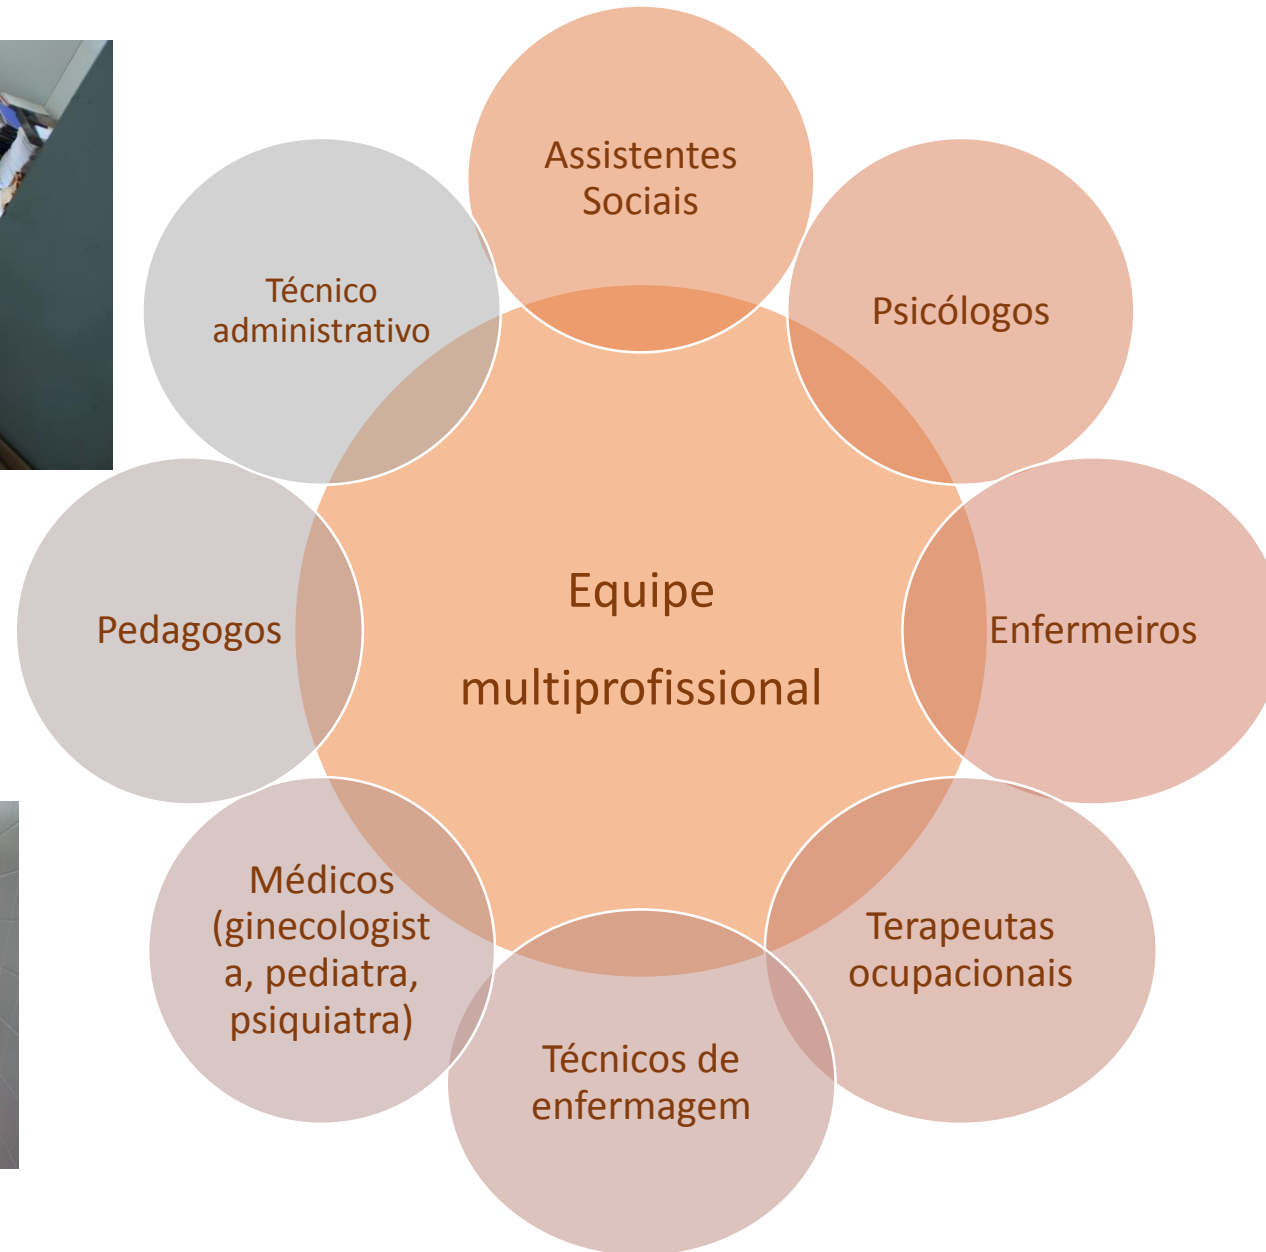 Assistentes
Sociais
Psicólogos
Enfermeiros
Terapeutas
ocupacionais
Técnicos de
enfermagem
Médicos
(ginecologist
a, pediatra,
psiquiatra)
Pedagogos
Técnico
administrativo
Equipe
multiprofissional